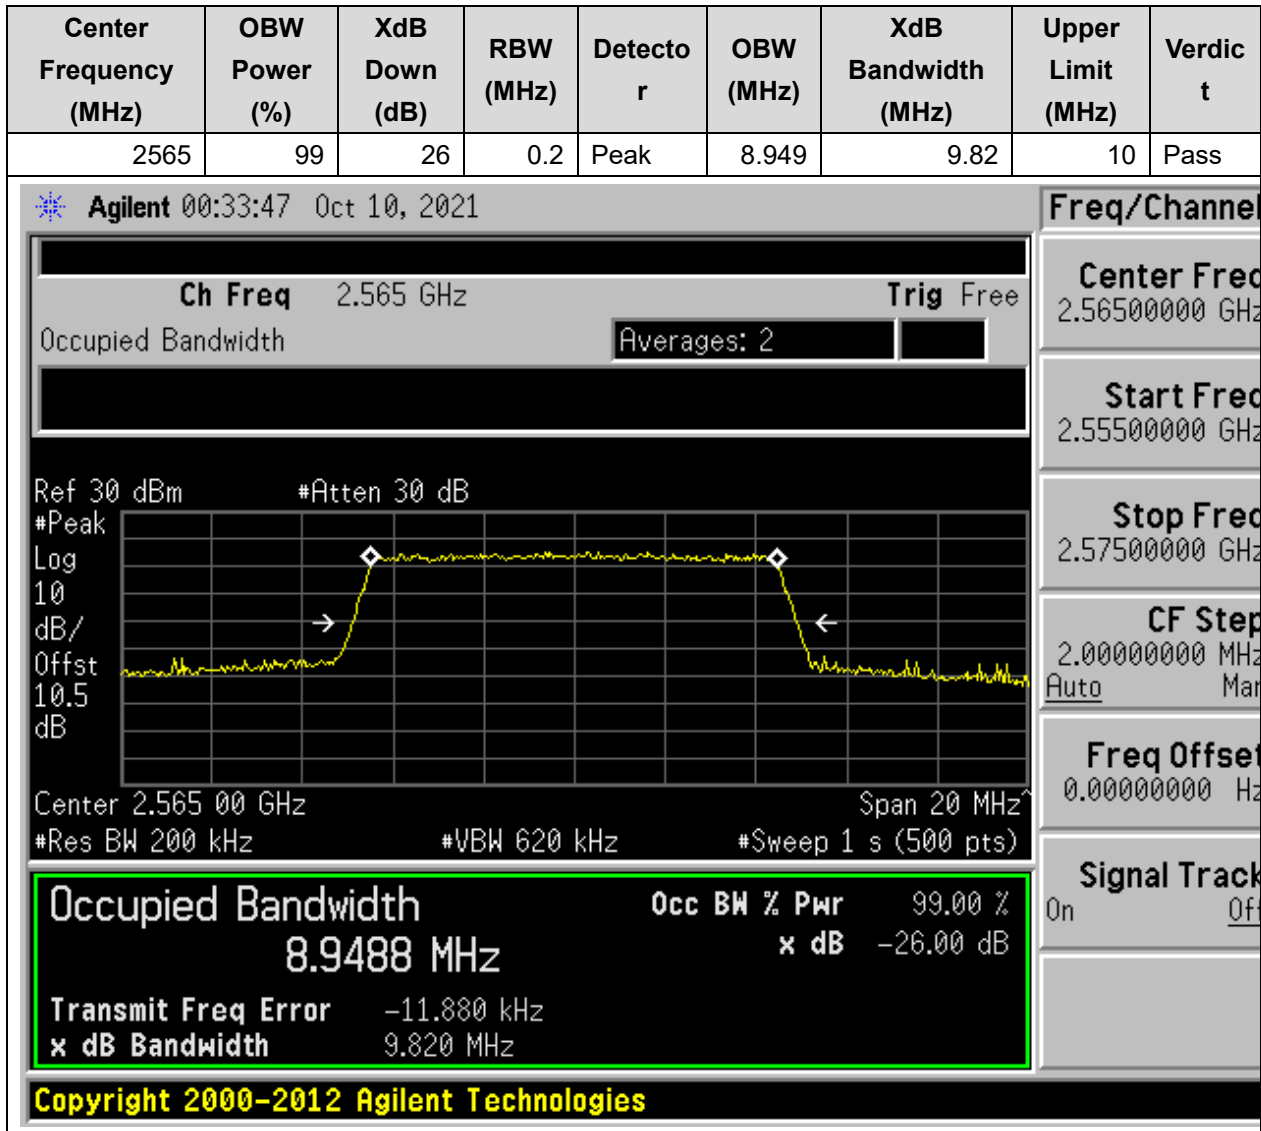 Center Frequency (MHz) OBW Power (%) XdB Down (dB) RBW (MHz) Detecto r OBW (MHz) XdB Bandwidth (MHz) Upper Limit (MHz) Verdic t
2565 99 26 0.2 Peak 8.949 9.82 10 Pass
Agilent 00:33:47 Oct 10, 2021
Freq/Channel
Ch Freq 2.565 GHz Trig Free
Occupied Bandwidth Averages: 2
Center Freq
2.56500000 GHz
Start Freq
2.55500000 GHz
Stop Freq
2.57500000 GHz
CF Step
2.00000000 MHz
Auto Man
Freq Offset
0.00000000 Hz
Signal Track
On Off
Ref 30 dBm #Atten 30 dB
#Peak
Log
10
dB/
Offst
10.5
dB
Center 2.565 00 GHz Span 20 MHz^
#Res BW 200 kHz #VBW 620 kHz #Sweep 1 s (500 pts)
Occupied Bandwidth Occ BW % Pwr 99.00 %
8.9488 MHz x dB -26.00 dB
Transmit Freq Error -11.880 kHz
x dB Bandwidth 9.820 MHz
Copyright 2000-2012 Agilent Technologies